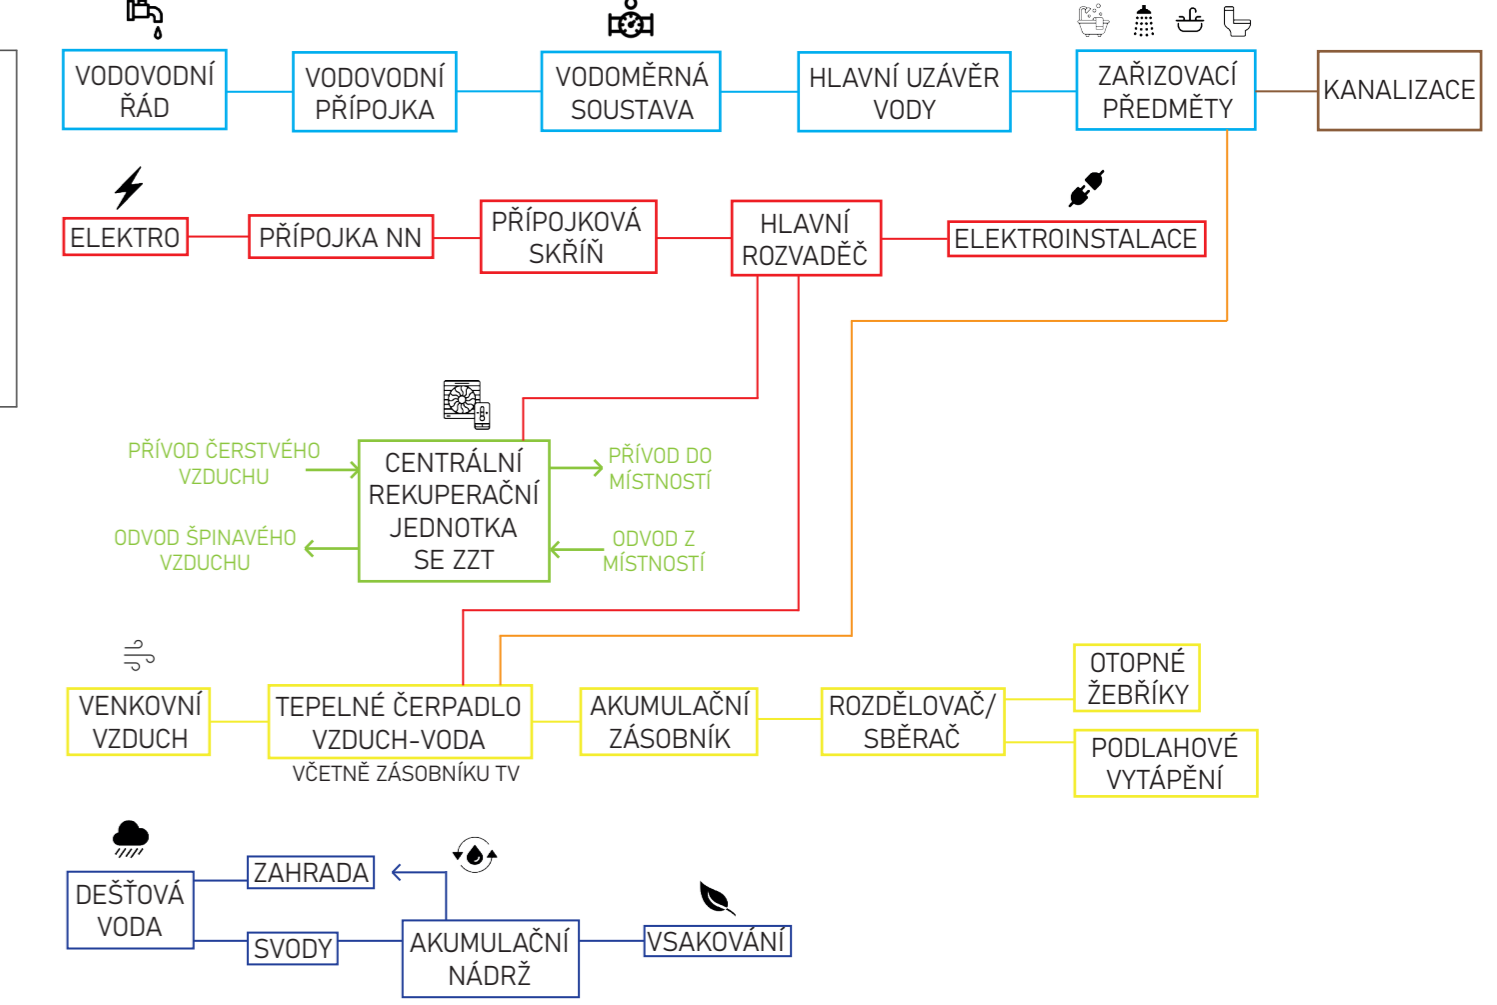 VODOVODNÍ
ŘÁD
VODOVODNÍ
PŘÍPOJKA
VODOMĚRNÁ
SOUSTAVA
HLAVNÍ UZÁVĚR
VODY
ZAŘIZOVACÍ
PŘEDMĚTY
KANALIZACE
ELEKTRO
PŘÍPOJKA NN
PŘÍPOJKOVÁ
SKŘÍŇ
HLAVNÍ
ROZVADĚČ
ELEKTROINSTALACE
PŘÍVOD ČERSTVÉHO
VZDUCHU
ODVOD ŠPINAVÉHO
VZDUCHU
CENTRÁLNÍ
REKUPERAČNÍ
JEDNOTKA
SE ZZT
PŘÍVOD DO
MÍSTNOSTÍ
ODVOD Z
MÍSTNOSTÍ
VENKOVNÍ
VZDUCH
TEPELNÉ ČERPADLO
VZDUCH-VODA
VČETNĚ ZÁSOBNÍKU TV
AKUMULAČNÍ
ZÁSOBNÍK
ROZDĚLOVAČ/
SBĚRAČ
OTOPNÉ
ŽEBŘÍKY
PODLAHOVÉ
VYTÁPĚNÍ
DEŠŤOVÁ
VODA
ZAHRADA
SVODY
AKUMULAČNÍ
NÁDRŽ
VSAKOVÁNÍ